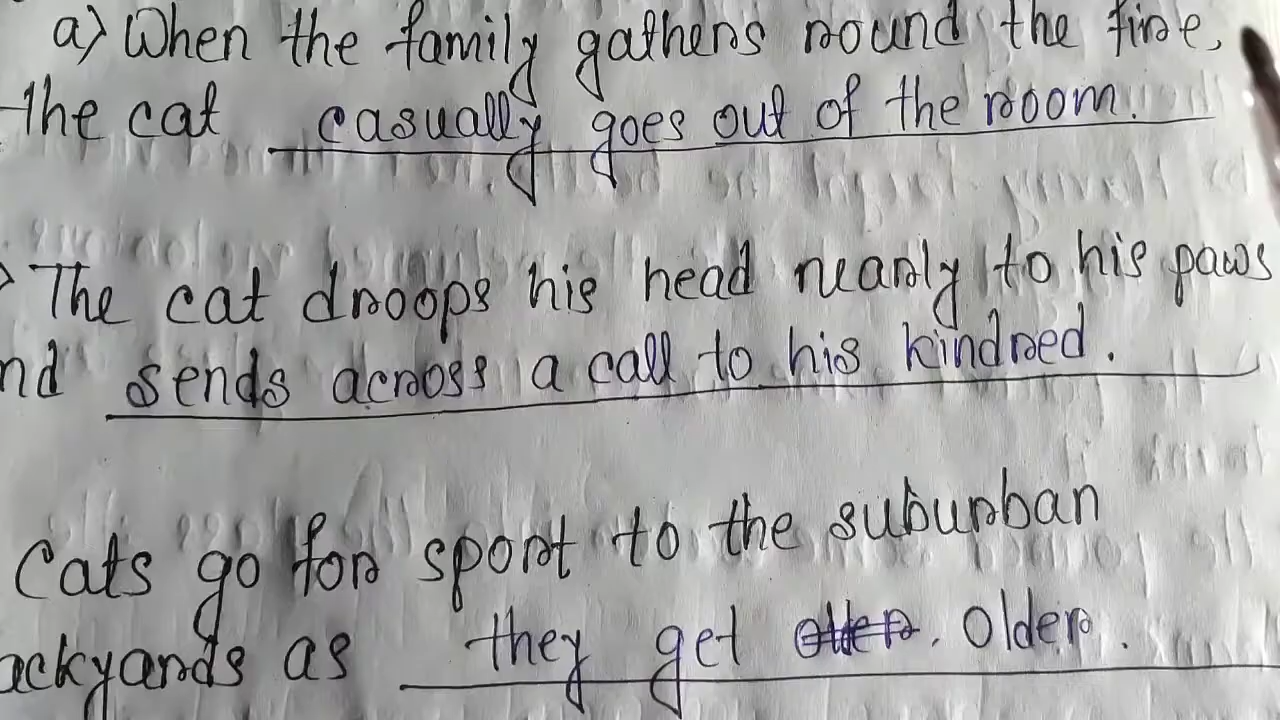 a) When the family gathers round the fire,
the cat casually goes out of the room.
The cat droops his head nearly to his paws
nd sends across a call to his kindred.
Cats go for sport to the suburban
ackyards as they get older. Older.